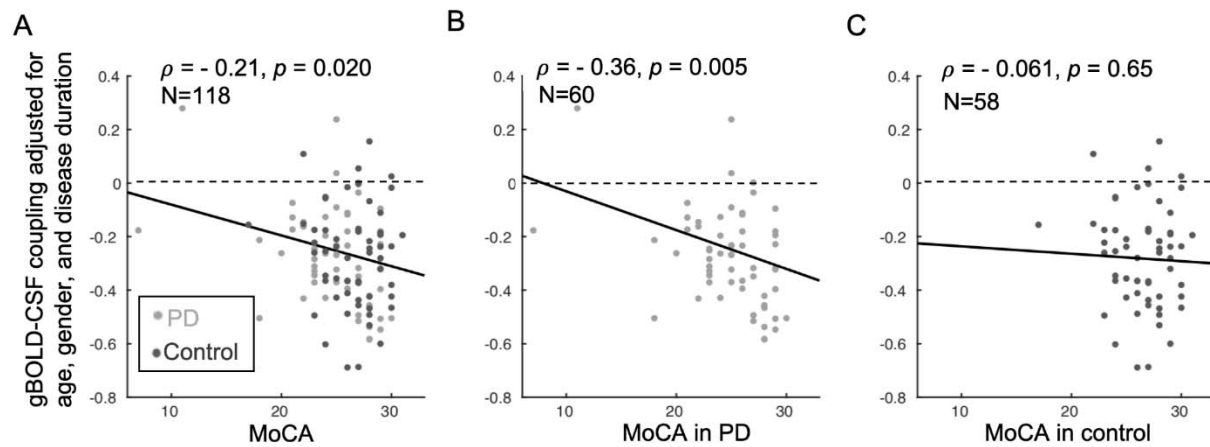 A
B
C
gBOLD-CSF coupling adjusted for
age, gender, and disease duration
ρ = - 0.21, p = 0.020
N=118
0.4
0.2
0
-0.2
-0.4
-0.6
-0.8
PD
Control
10
20
30
MoCA
ρ = - 0.36, p = 0.005
N=60
0.4
0.2
0
-0.2
-0.4
-0.6
-0.8
10
20
30
MoCA in PD
ρ = - 0.061, p = 0.65
N=58
0.4
0.2
0
-0.2
-0.4
-0.6
-0.8
10
20
30
MoCA in control